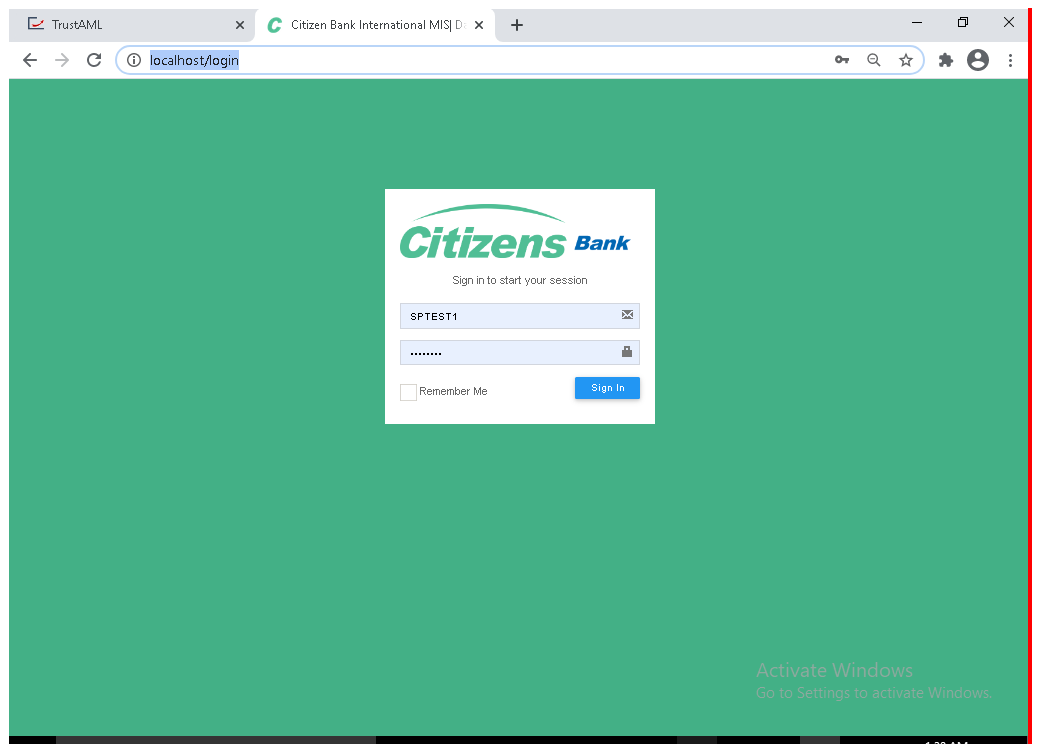 TrustAML
Citizen Bank International MIS| D
localhost/login
Citizens Bank
Sign in to start your session
SPTEST1
••••••••
Remember Me
Sign In
Activate Windows
Go to Settings to activate Windows.